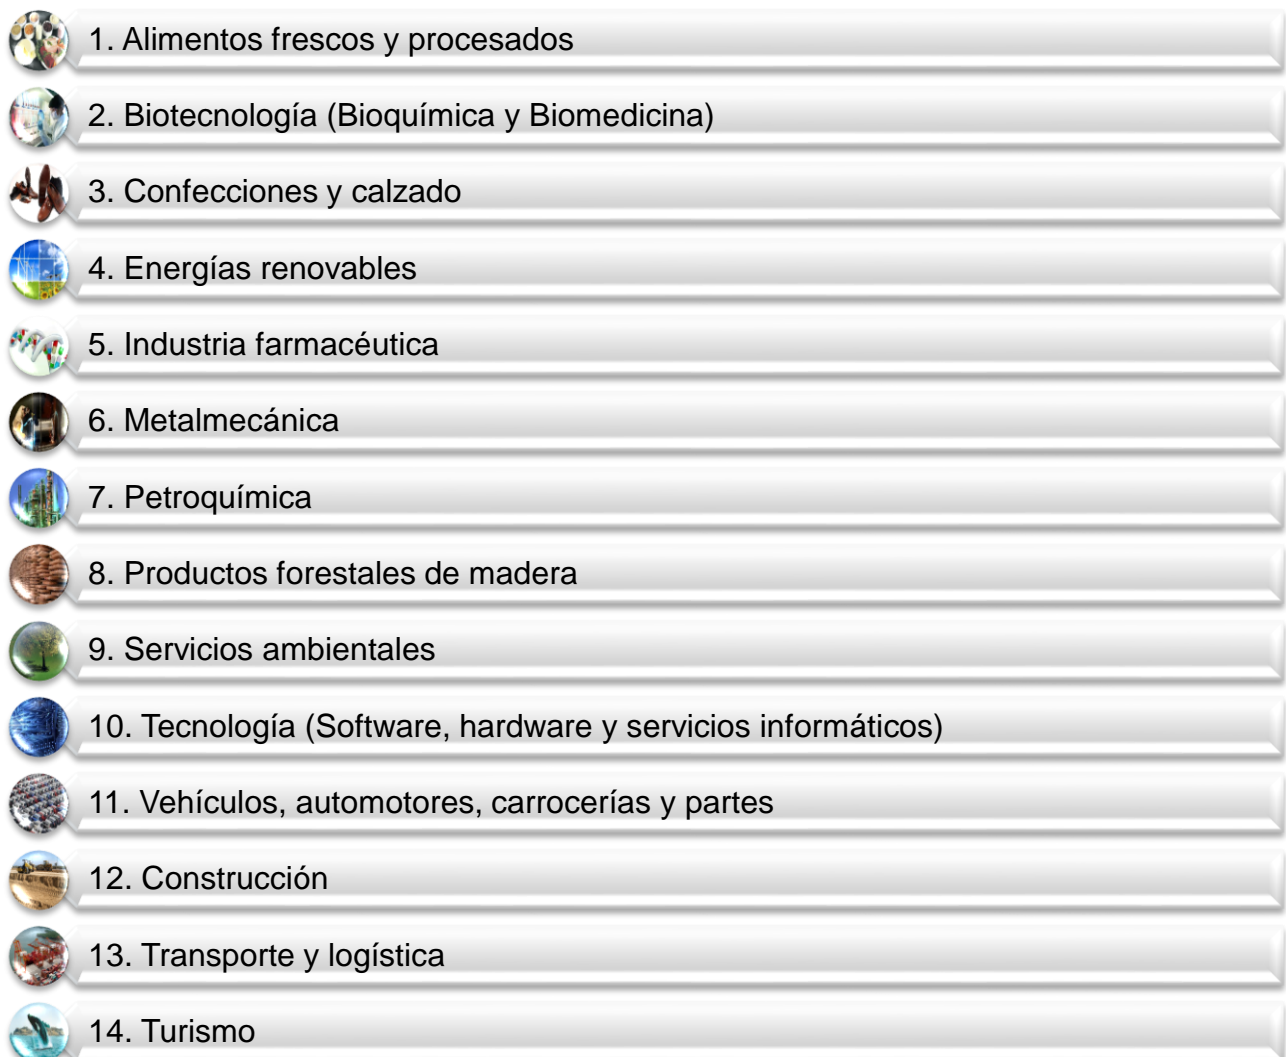 1. Alimentos frescos y procesados
2. Biotecnología (Bioquímica y Biomedicina)
3. Confecciones y calzado
4. Energías renovables
5. Industria farmacéutica
6. Metalmecánica
7. Petroquímica
8. Productos forestales de madera
9. Servicios ambientales
10. Tecnología (Software, hardware y servicios informáticos)
11. Vehículos, automotores, carrocerías y partes
12. Construcción
13. Transporte y logística
14. Turismo